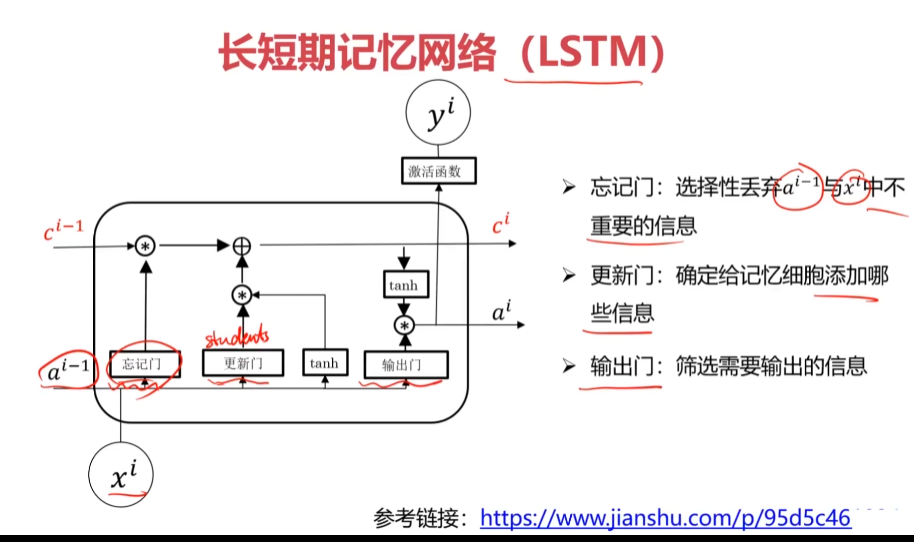 长短期记忆网络（LSTM）
y^i
激活函数
c^{i-1}
c^i
tanh
a^i
students
a^{i-1}
忘记门
更新门
tanh
输出门
x^i
➢ 忘记门：选择性丢弃a^{i-1}与x^i中不
重要的信息
➢ 更新门：确定给记忆细胞添加哪
些信息
➢ 输出门：筛选需要输出的信息
参考链接：https://www.jianshu.com/p/95d5c46